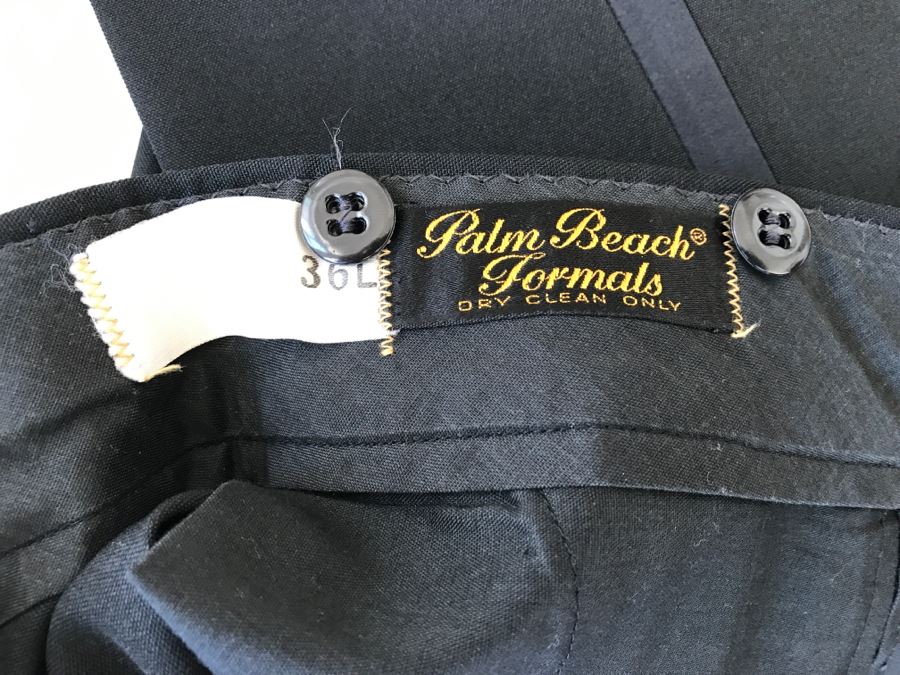 36L
Palm Beach®
Formals
DRY CLEAN ONLY